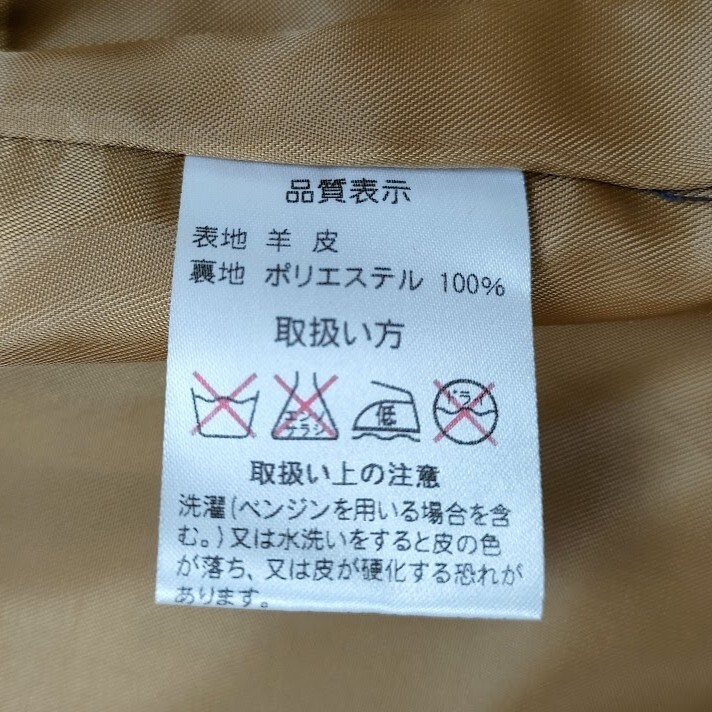 品質表示
表地 羊皮
裏地 ポリエステル 100%
取扱い方
エンソ
サラシ
低
ドライ
取扱い上の注意
洗濯(ベンジンを用いる場合を含
む。)又は水洗いをすると皮の色
が落ち、又は皮が硬化する恐れが
あります。